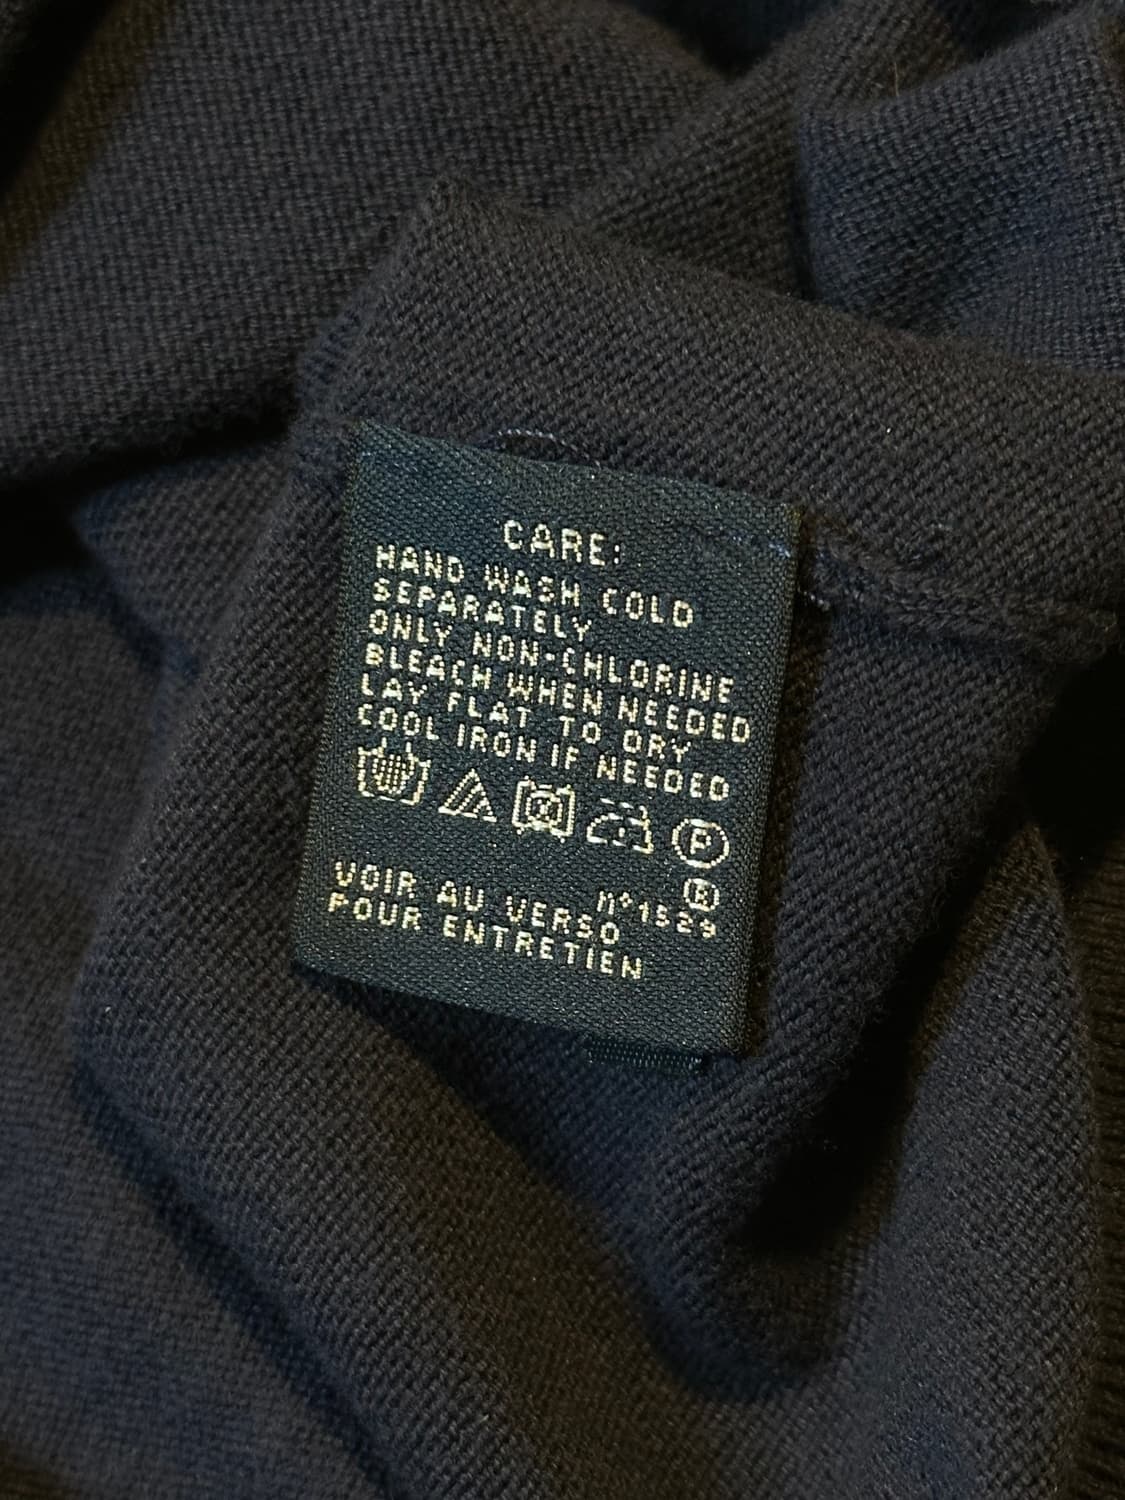 CARE:
HAND WASH COLD
SEPARATELY
ONLY NON-CHLORINE
BLEACH WHEN NEEDED
LAY FLAT TO DRY
COOL IRON IF NEEDED
P
R
VOIR AU VERSO
POUR ENTRETIEN